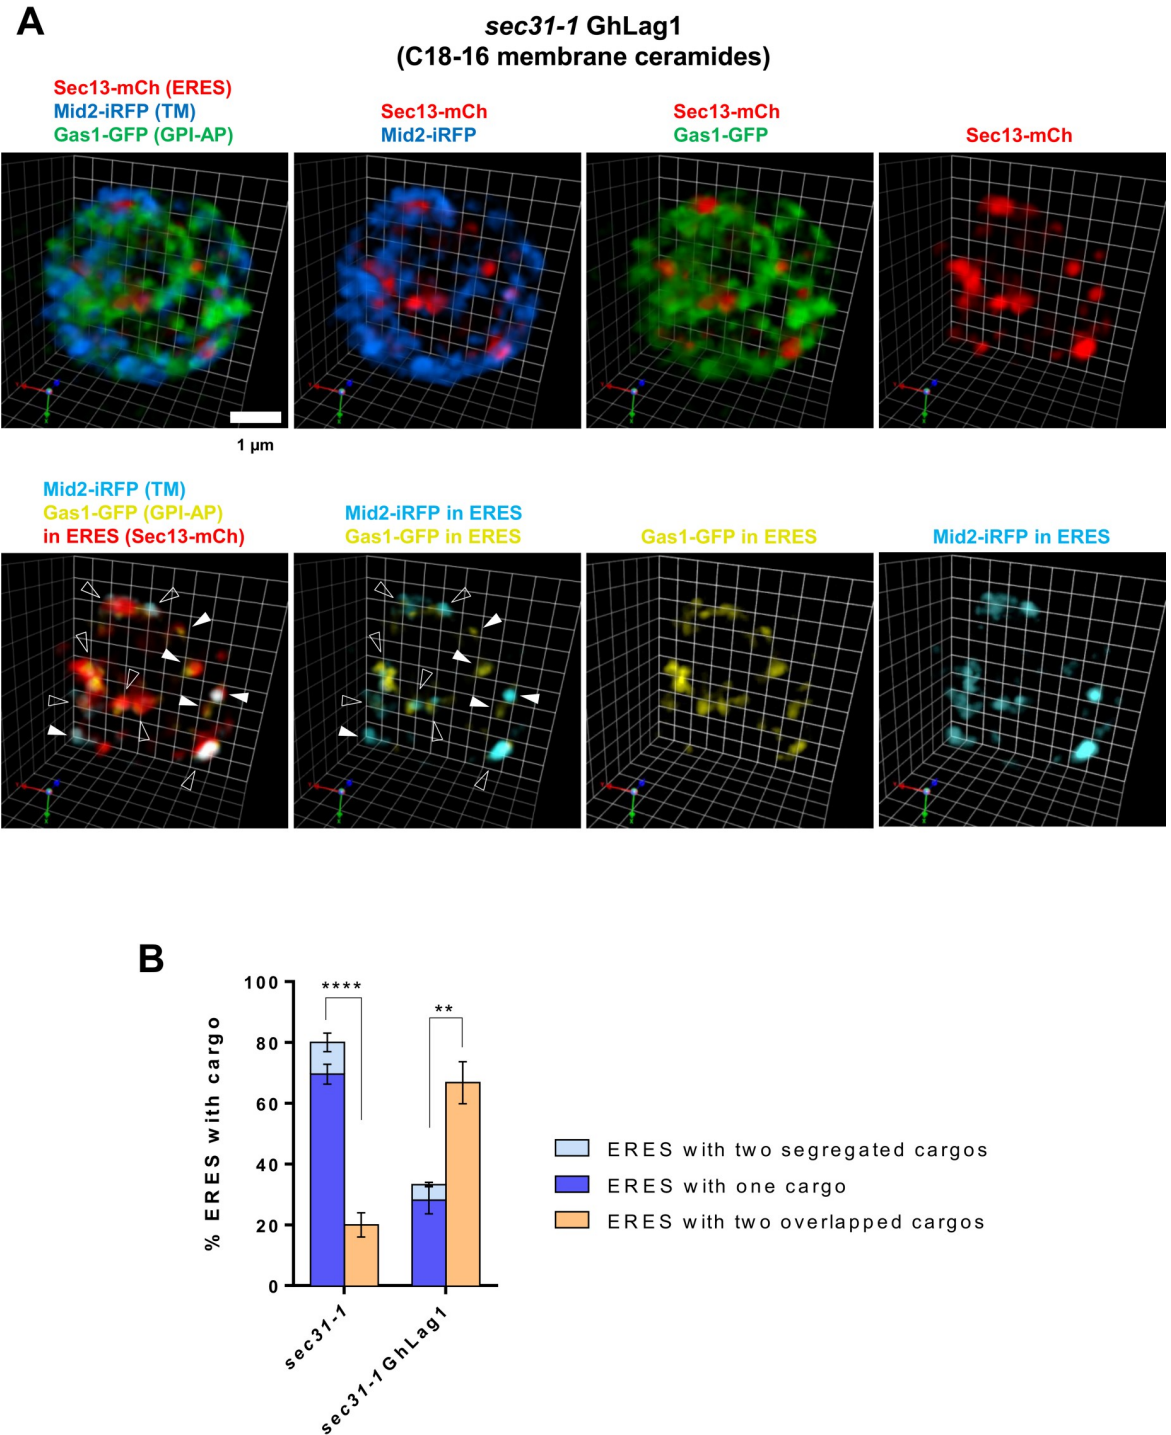 A
sec31-1 GhLag1
(C18-16 membrane ceramides)
Sec13-mCh (ERES)
Mid2-iRFP (TM)
Gas1-GFP (GPI-AP)
Sec13-mCh
Mid2-iRFP
Sec13-mCh
Gas1-GFP
Sec13-mCh
1 µm
Mid2-iRFP (TM)
Gas1-GFP (GPI-AP)
in ERES (Sec13-mCh)
Mid2-iRFP in ERES
Gas1-GFP in ERES
Gas1-GFP in ERES
Mid2-iRFP in ERES
B
% ERES with cargo
100
80
60
40
20
0
****
**
sec31-1
sec31-1 GhLag1
ERES with two segregated cargos
ERES with one cargo
ERES with two overlapped cargos